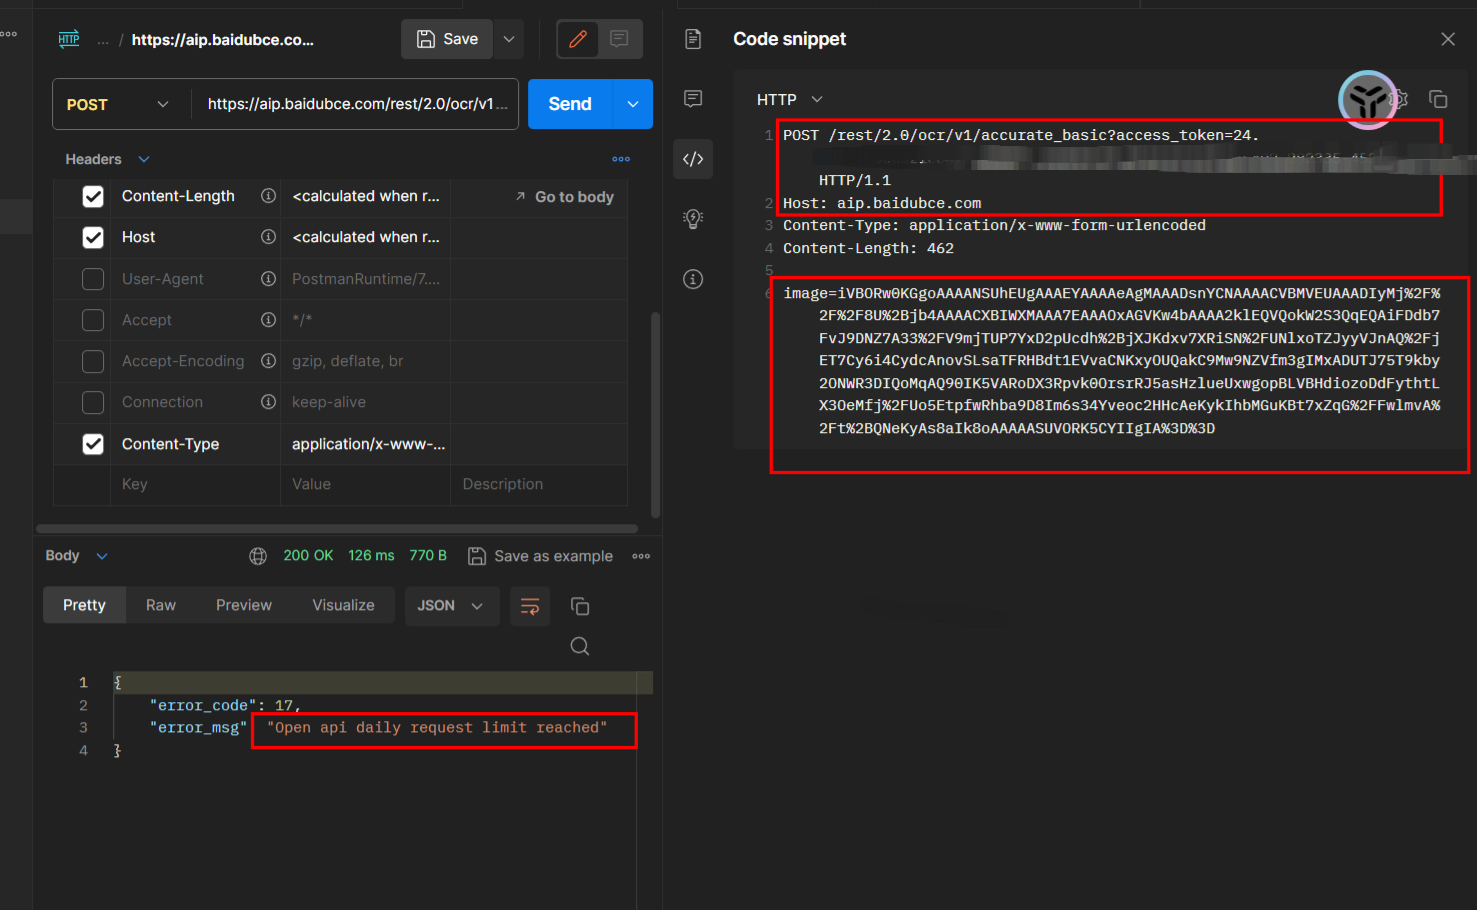 HTTP ... / https://aip.baidubce.co...
Save
POST
https://aip.baidubce.com/rest/2.0/ocr/v1...
Send
Headers
Content-Length <calculated when r... Go to body
Host <calculated when r...
User-Agent PostmanRuntime/7....
Accept */*
Accept-Encoding gzip, deflate, br
Connection keep-alive
Content-Type application/x-www-...
Key Value Description
Body
200 OK 126 ms 770 B Save as example
Pretty Raw Preview Visualize JSON
1 {
2 "error_code": 17,
3 "error_msg" "Open api daily request limit reached"
4 }
Code snippet
HTTP
1 POST /rest/2.0/ocr/v1/accurate_basic?access_token=24.
HTTP/1.1
2 Host: aip.baidubce.com
3 Content-Type: application/x-www-form-urlencoded
4 Content-Length: 462
5
6 image=iVBORw0KGgoAAAANSUhEUgAAAEYAAAAeAgMAAADsnYCNAAAACVBMVEUAAADIyMj%2F%
2F%2F8U%2Bjb4AAAACXBIWXMAAA7EAAAOxAGVKw4bAAAA2klEQVQokW2S3QqEQAiFDdb7
FvJ9DNZ7A33%2FV9mjTUP7YxD2pUcdh%2BjXJKdxv7XRiSN%2FUNlxoTZJyyVJnAQ%2Fj
ET7Cy6i4CydcAnovSLsaTFRHBdt1EVvaCNKxyOUQakC9Mw9NZVfm3gIMxADUTJ75T9kby
2ONWR3DIQoMqAQ90IK5VARoDX3Rpvk0OrsrRJ5asHzlueUxwgopBLVBHdiozoDdFythtL
X3OeMfj%2FUo5EtpfwRhba9D8Im6s34Yveoc2HHcAeKykIhbMGuKBt7xZqG%2FFwlmvA%
2Ft%2BQNeKyAs8aIk8oAAAAASUVORK5CYIIgIA%3D%3D